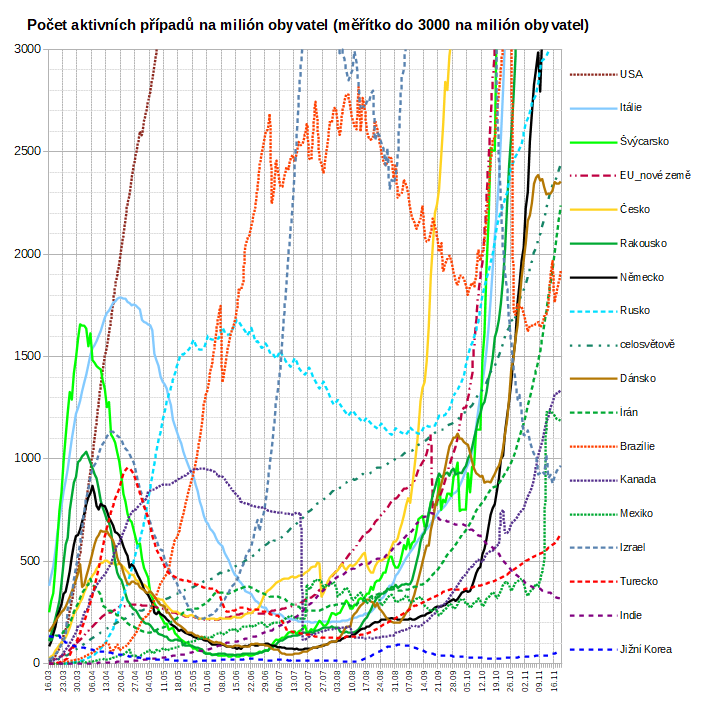 Počet aktivních případů na milión obyvatel (měřítko do 3000 na milión obyvatel)
3000
2500
2000
1500
1000
500
0
16.03
23.03
30.03
06.04
13.04
20.04
27.04
04.05
11.05
18.05
25.05
01.06
08.06
15.06
22.06
29.06
06.07
13.07
20.07
27.07
03.08
10.08
17.08
24.08
31.08
07.09
14.09
21.09
28.09
05.10
12.10
19.10
26.10
02.11
09.11
16.11
USA
Itálie
Švýcarsko
EU_nové země
Česko
Rakousko
Německo
Rusko
celosvětově
Dánsko
Irán
Brazílie
Kanada
Mexiko
Izrael
Turecko
Indie
Jižní Korea